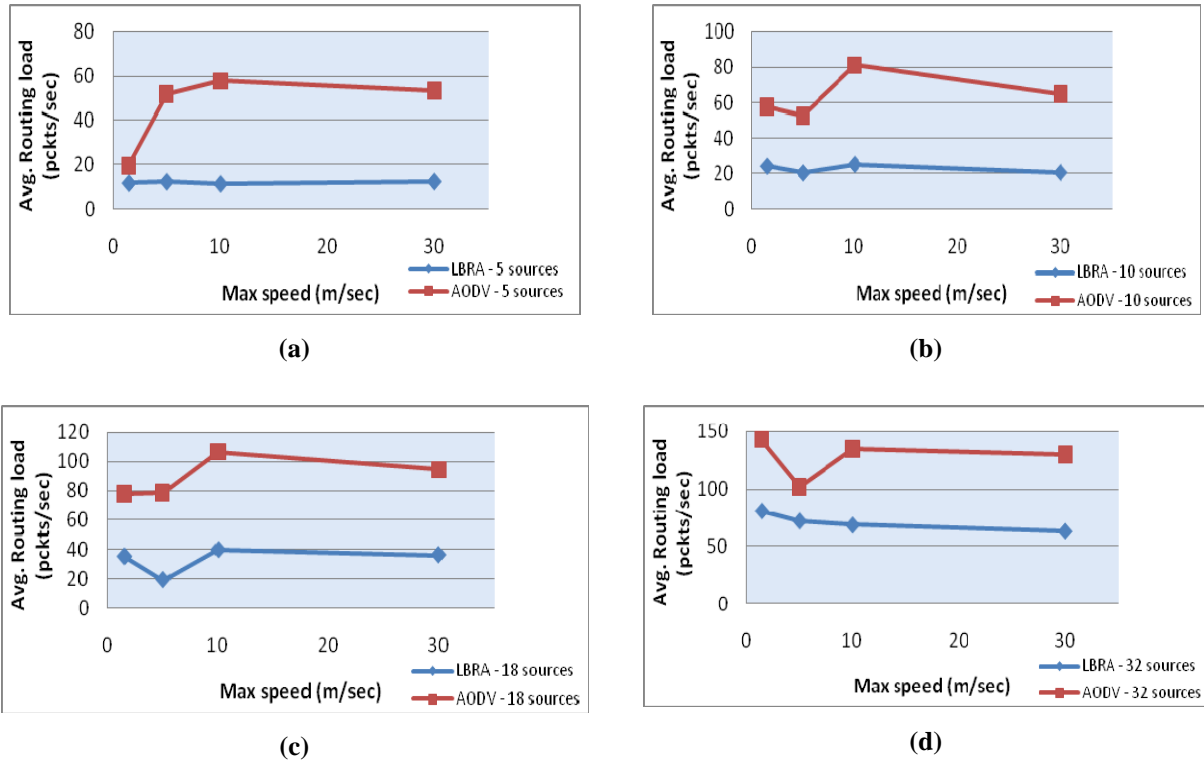 80
60
40
20
0
0 10 20 30
Avg. Routing load
(pckts/sec)
Max speed (m/sec)
LBRA - 5 sources
AODV - 5 sources
(a)
100
80
60
40
20
0
0 10 20 30
Avg. Routing load
(pckts/sec)
Max speed (m/sec)
LBRA - 10 sources
AODV - 10 sources
(b)
120
100
80
60
40
20
0
0 10 20 30
Avg. Routing load
(pckts/sec)
Max speed (m/sec)
LBRA - 18 sources
AODV - 18 sources
(c)
150
100
50
0
0 10 20 30
Avg. Routing load
(pckts/sec)
Max speed (m/sec)
LBRA - 32 sources
AODV - 32 sources
(d)